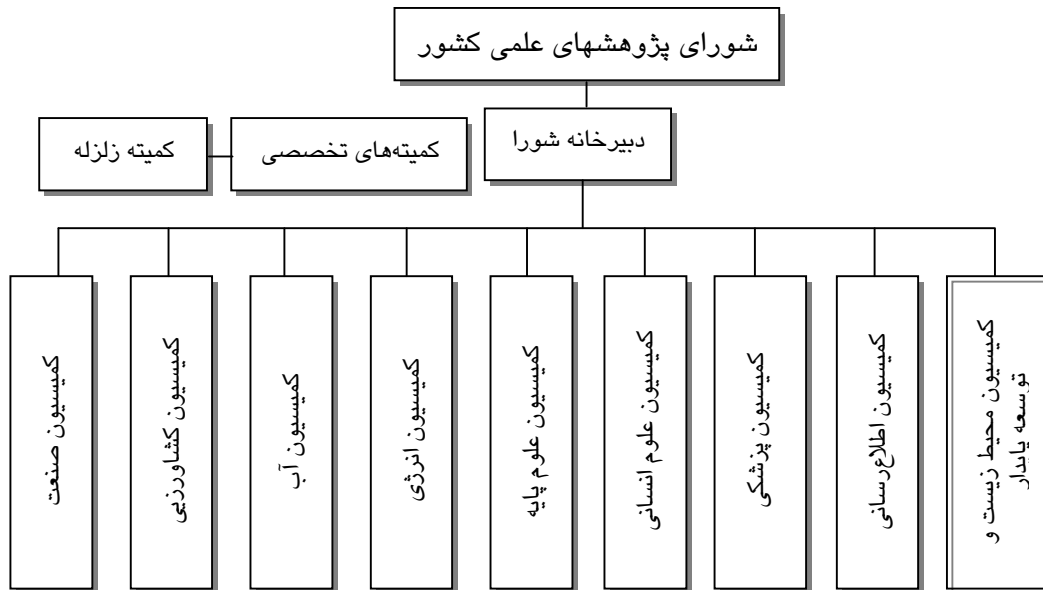 شورای پژوهشهای علمی کشور
دبیرخانه شورا
کمیته‌های تخصصی
کمیته زلزله
کمیسیون محیط زیست و
توسعه پایدار
کمیسیون اطلاع‌رسانی
کمیسیون پزشکی
کمیسیون علوم انسانی
کمیسیون علوم پایه
کمیسیون انرژی
کمیسیون آب
کمیسیون کشاورزیی
کمیسیون صنعت